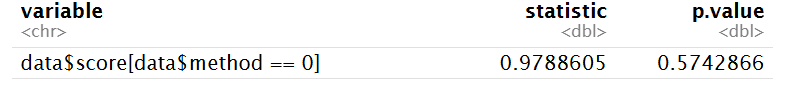 variable statistic p.value
<chr> <dbl> <dbl>
data$score[data$method == 0] 0.9788605 0.5742866